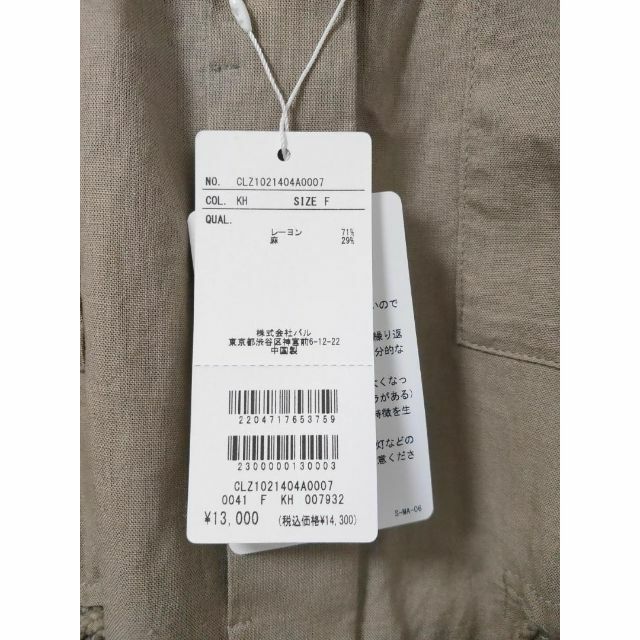 NO. CLZ1021404A0007
COL. KH SIZE F
QUAL.
レーヨン 71%
麻 29%
株式会社パル
東京都渋谷区神宮前6-12-22
中国製
2204717653759
2300000130003
CLZ1021404A0007
0041 F KH 007932
¥13,000 (税込価格¥14,300)
いので
繰り返
分的な
くなっ
うがある)
特徴を生
灯などの
意くださ
S-MA-06